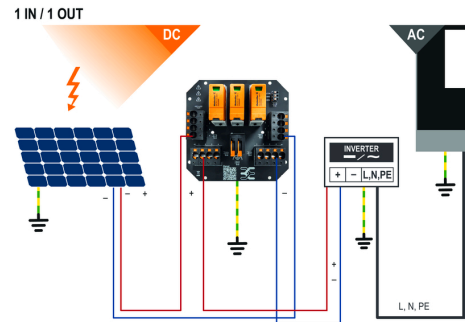 1 IN / 1 OUT
DC
AC
INVERTER
+ − L,N,PE
− − +
+
−
+
−
L, N, PE